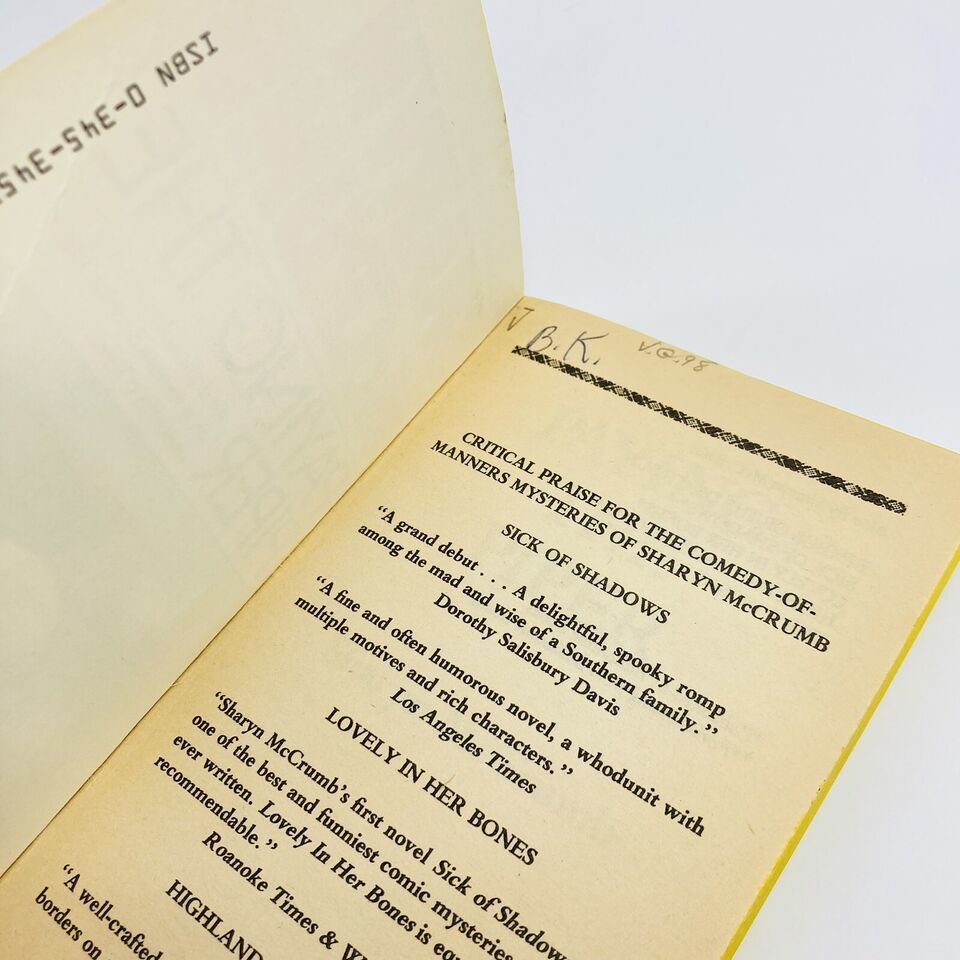 ISBN 0-345-345
B.K.
CRITICAL PRAISE FOR THE COMEDY-OF-
MANNERS MYSTERIES OF SHARYN McCRUMB
SICK OF SHADOWS
“A grand debut . . . A delightful, spooky romp
among the mad and wise of a Southern family.”
Dorothy Salisbury Davis
“A fine and often humorous novel, a whodunit with
multiple motives and rich characters.”
Los Angeles Times
LOVELY IN HER BONES
“Sharyn McCrumb’s first novel Sick of Shadow
one of the best and funniest comic mysteries
ever written. Lovely In Her Bones is equ
recommendable.”
Roanoke Times & W
HIGHLAND
“A well-crafted
borders on